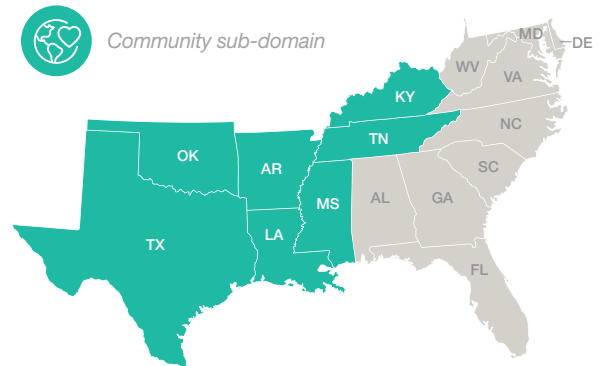 Community sub-domain
MD
DE
WV
VA
KY
NC
TN
OK
AR
SC
MS
AL
GA
LA
TX
FL